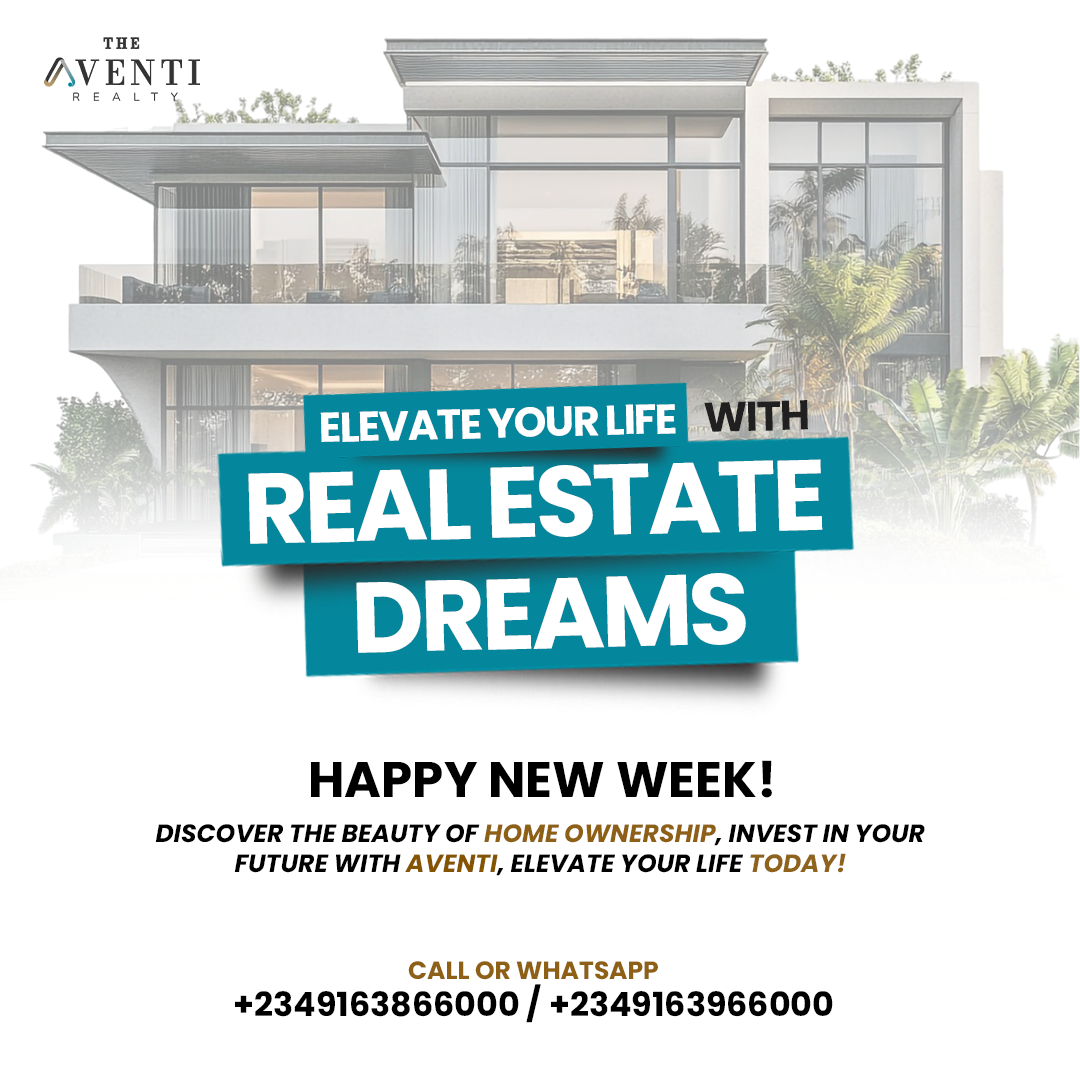 THE
AVENTI
REALTY
ELEVATE YOUR LIFE WITH
REAL ESTATE
DREAMS
HAPPY NEW WEEK!
DISCOVER THE BEAUTY OF HOME OWNERSHIP, INVEST IN YOUR
FUTURE WITH AVENTI, ELEVATE YOUR LIFE TODAY!
CALL OR WHATSAPP
+2349163866000 / +2349163966000